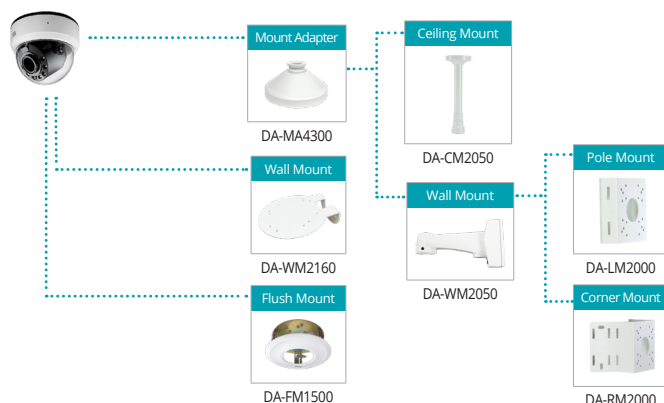 Mount Adapter
DA-MA4300
Ceiling Mount
DA-CM2050
Wall Mount
DA-WM2160
Wall Mount
DA-WM2050
Pole Mount
DA-LM2000
Flush Mount
DA-FM1500
Corner Mount
DA-RM2000